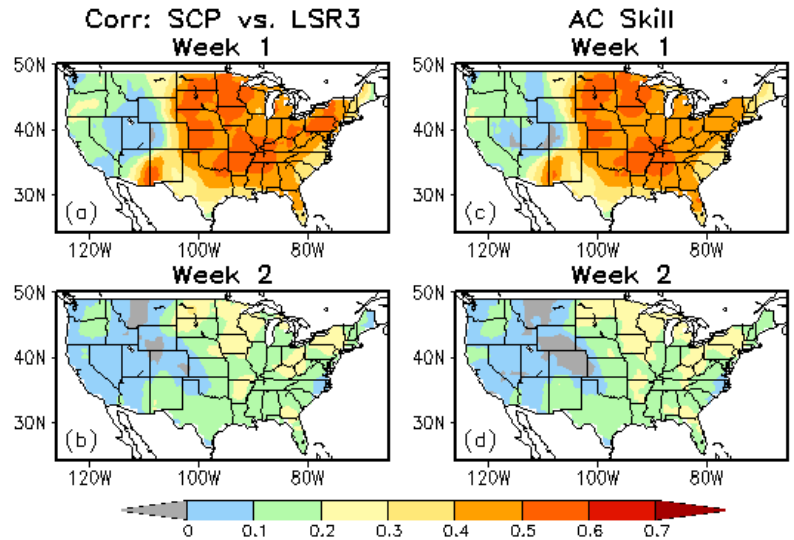 Corr: SCP vs. LSR3
AC Skill
Week 1
Week 1
50N
40N
30N
(a)
120W 100W 80W
50N
40N
30N
(c)
120W 100W 80W
Week 2
Week 2
50N
40N
30N
(b)
120W 100W 80W
50N
40N
30N
(d)
120W 100W 80W
0 0.1 0.2 0.3 0.4 0.5 0.6 0.7